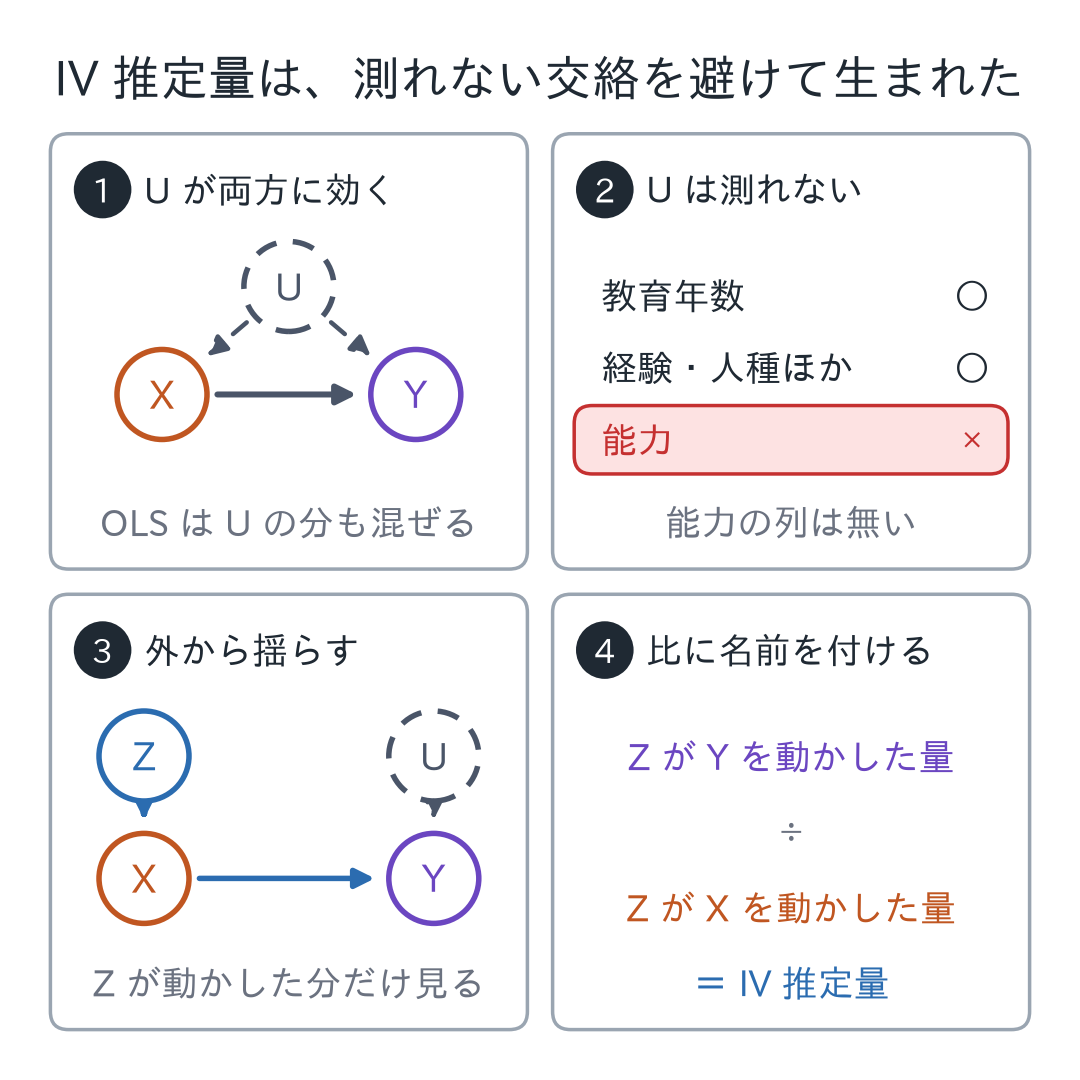 IV 推定量は、測れない交絡を避けて生まれた
1 U が両方に効く
U
X
Y
OLS は U の分も混ぜる
2 U は測れない
教育年数 ○
経験・人種ほか ○
能力 ×
能力の列は無い
3 外から揺らす
Z
U
X
Y
Z が動かした分だけ見る
4 比に名前を付ける
Z が Y を動かした量
÷
Z が X を動かした量
= IV 推定量